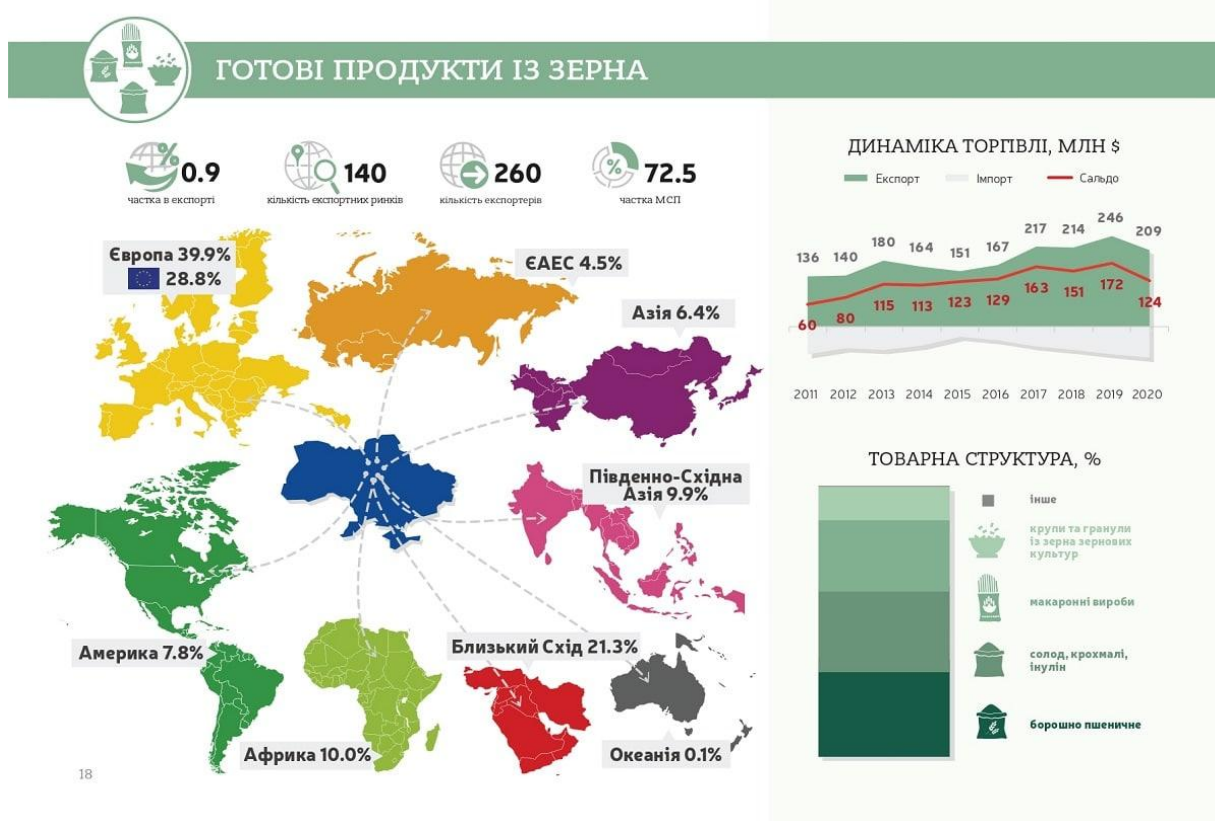 ГОТОВІ ПРОДУКТИ ІЗ ЗЕРНА
0.9
частка в експорті
140
кількість експортних ринків
260
кількість експортерів
72.5
частка МСП
Європа 39.9%
28.8%
ЄАЕС 4.5%
Азія 6.4%
Південно-Східна
Азія 9.9%
Америка 7.8%
Близький Схід 21.3%
Африка 10.0%
Океанія 0.1%
18
ДИНАМІКА ТОРГІВЛІ, МЛН $
Експорт Імпорт Сальдо
136 140 180 164 151 167 217 214 246 209
60 80 115 113 123 129 163 151 172 124
2011 2012 2013 2014 2015 2016 2017 2018 2019 2020
ТОВАРНА СТРУКТУРА, %
інше
крупи та гранули
із зерна зернових
культур
макаронні вироби
солод, крохмалі,
інулін
борошно пшеничне